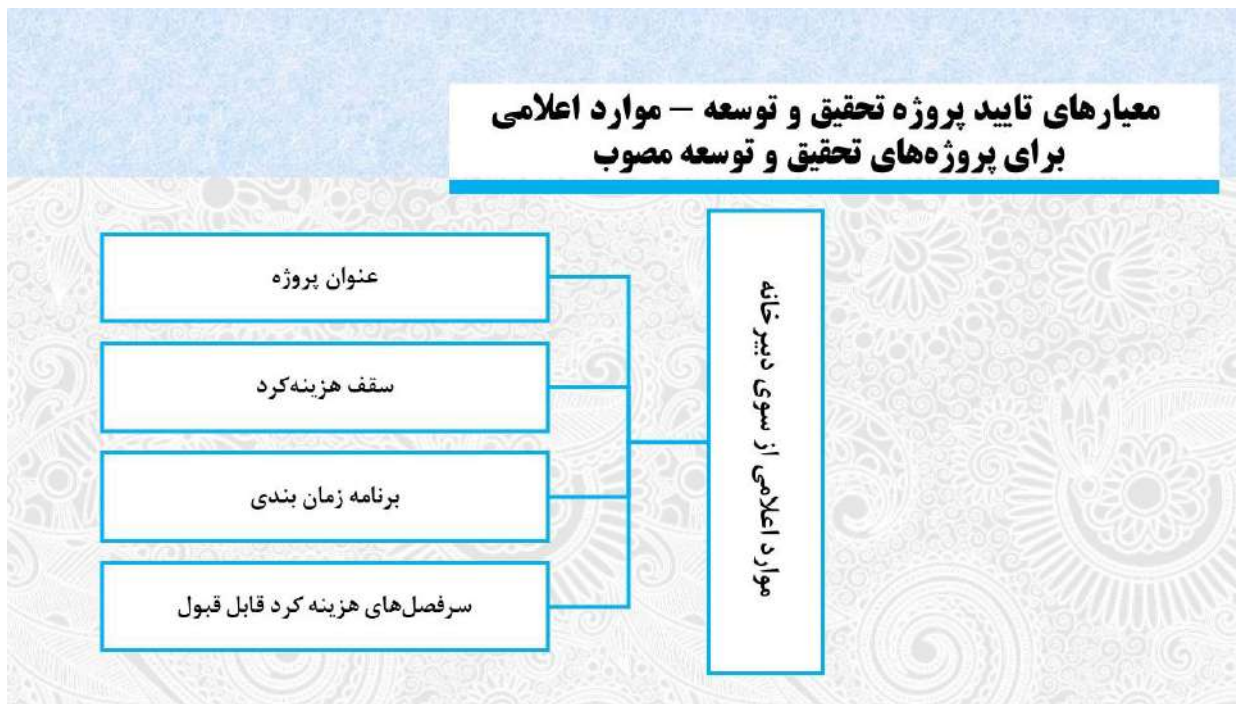 معیارهای تایید پروژه تحقیق و توسعه – موارد اعلامی
برای پروژه‌های تحقیق و توسعه مصوب
موارد اعلامی از سوی دبیرخانه
عنوان پروژه
سقف هزینه‌کرد
برنامه زمان بندی
سرفصل‌های هزینه کرد قابل قبول